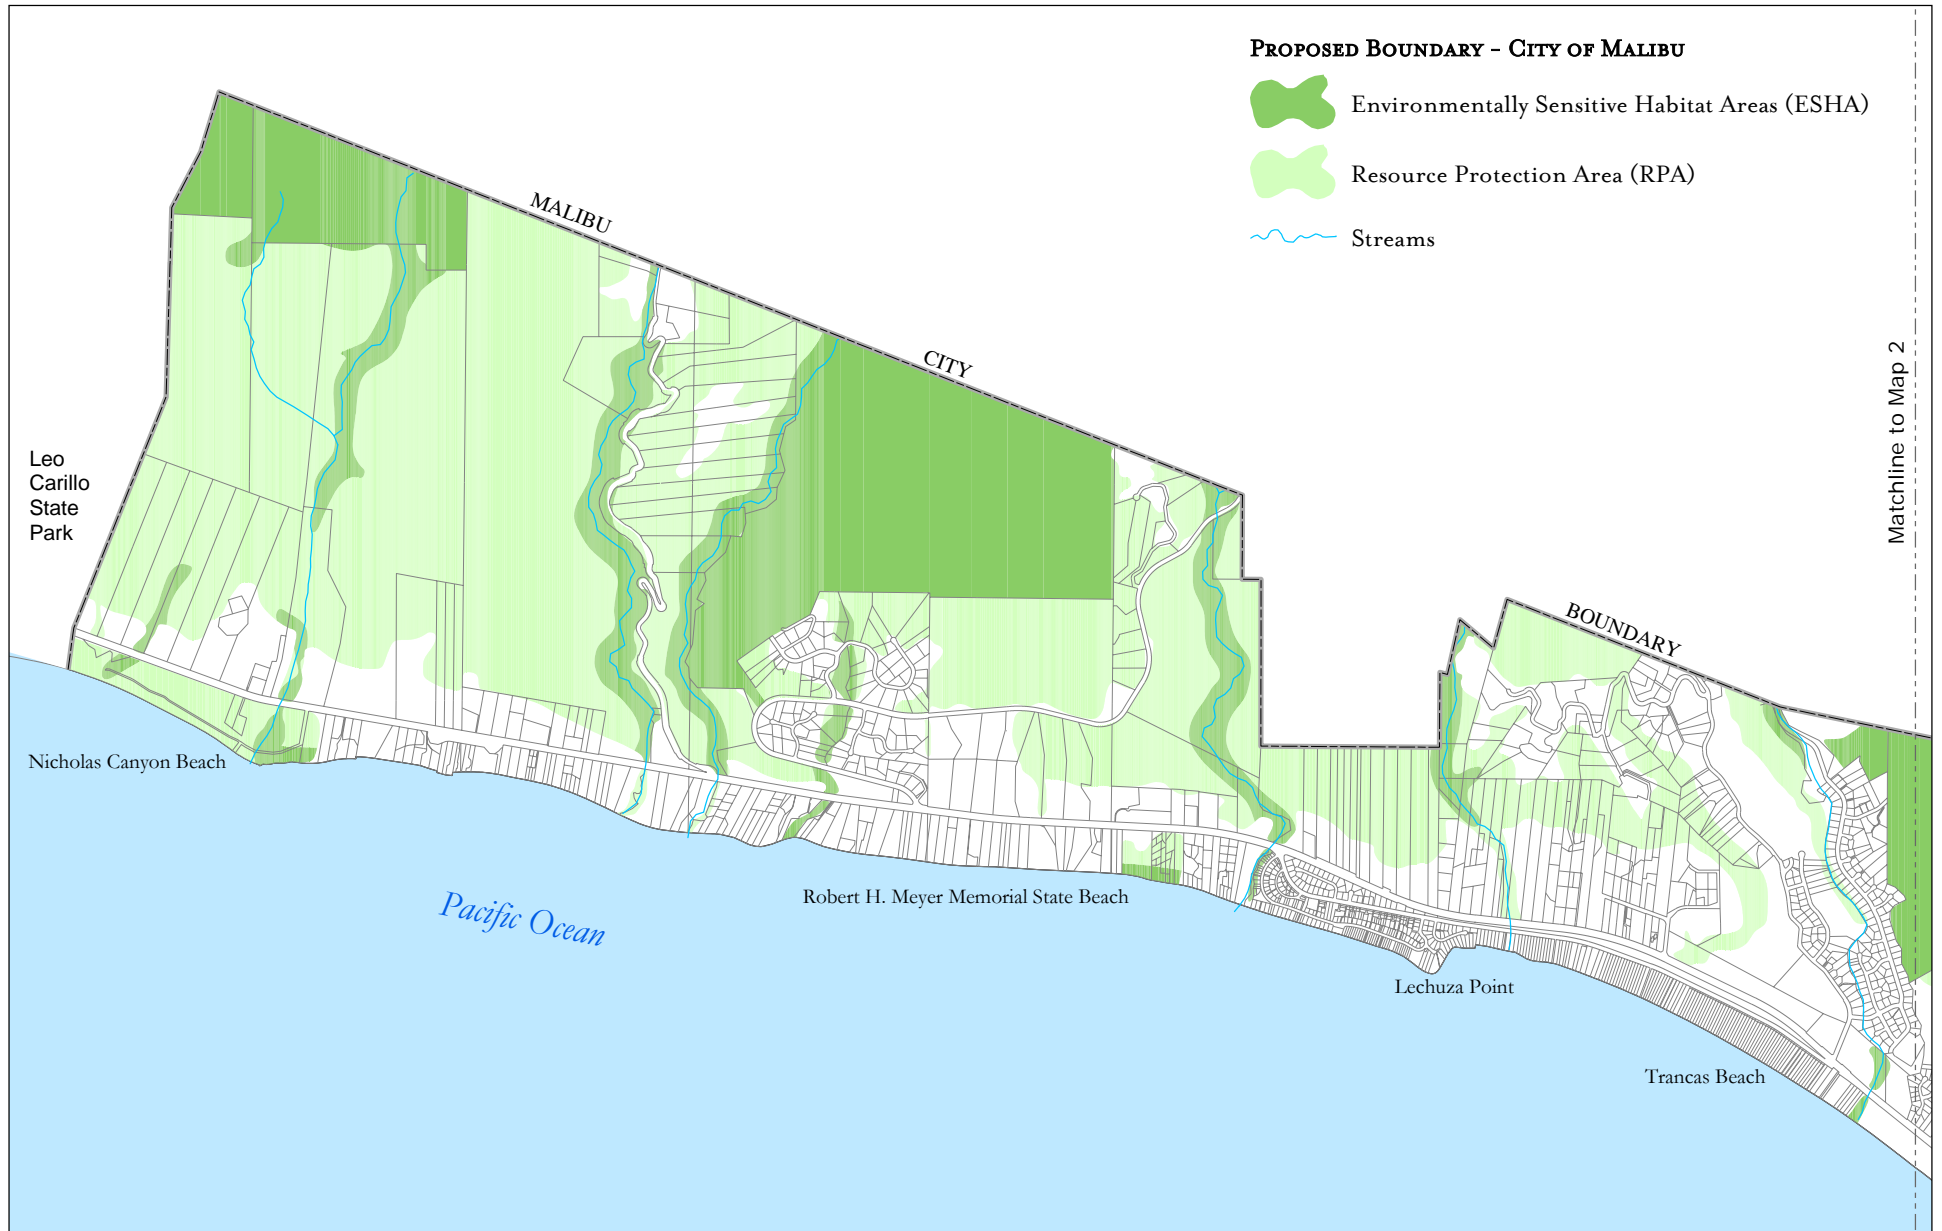 PROPOSED BOUNDARY - CITY OF MALIBU
Environmentally Sensitive Habitat Areas (ESHA)
Resource Protection Area (RPA)
Streams
MALIBU
CITY
BOUNDARY
Matchline to Map 2
Leo
Carillo
State
Park
Nicholas Canyon Beach
Robert H. Meyer Memorial State Beach
Pacific Ocean
Lechuza Point
Trancas Beach